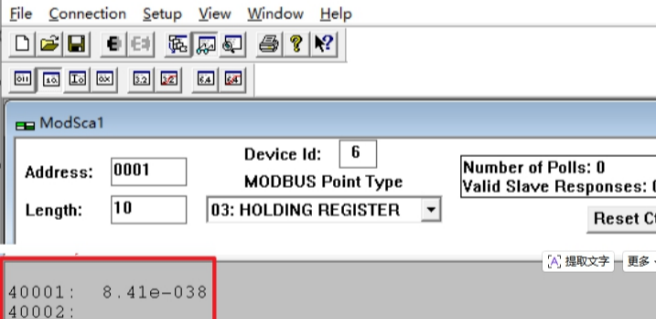 File Connection Setup View Window Help
ModSca1
Address: 0001
Device Id: 6
MODBUS Point Type
Length: 10
03: HOLDING REGISTER
Number of Polls: 0
Valid Slave Responses:
Reset
提取文字 更多
40001: 8.41e-038
40002: